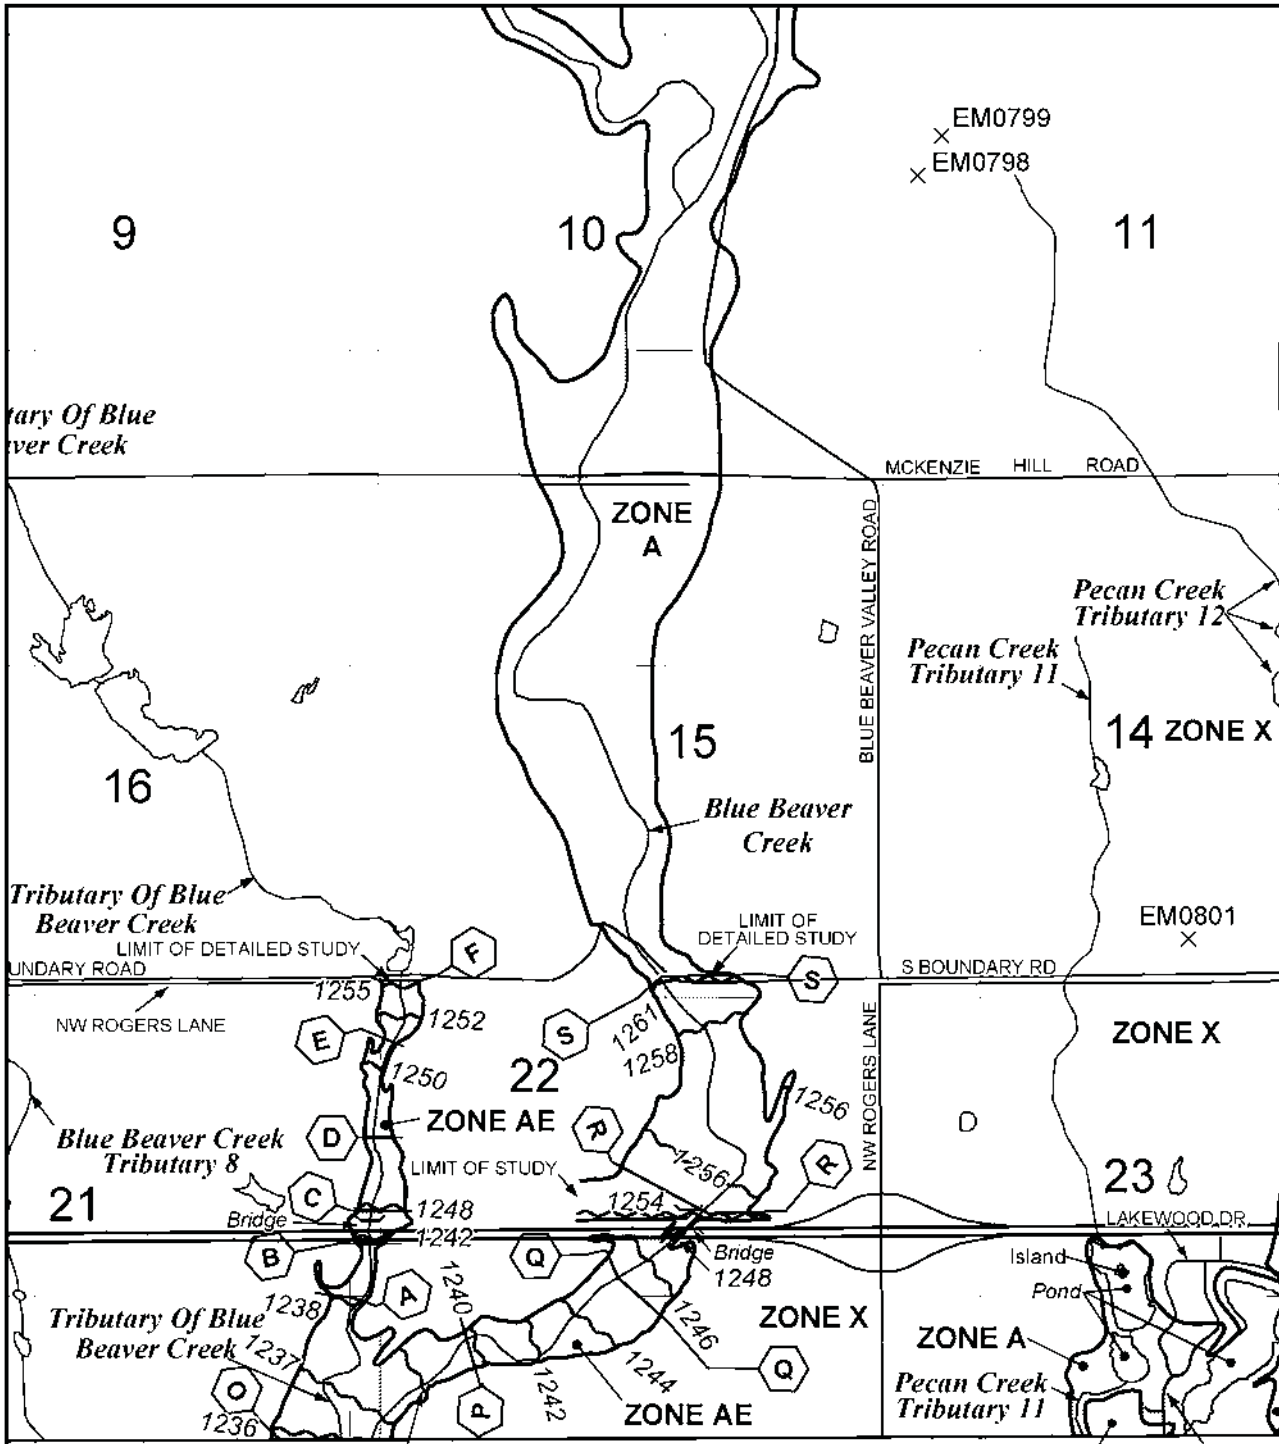 EM0799
EM0798
9
10
11
tary Of Blue
ver Creek
MCKENZIE HILL ROAD
ZONE
A
BLUE BEAVER VALLEY ROAD
Pecan Creek
Tributary 12
Pecan Creek
Tributary 11
15
14 ZONE X
16
Blue Beaver
Creek
Tributary Of Blue
Beaver Creek
EM0801
LIMIT OF DETAILED STUDY
F
LIMIT OF
DETAILED STUDY
UNDARY ROAD
S BOUNDARY RD
S
1255
NW ROGERS LANE
1252
E
S
1261
1258
NW ROGERS LANE
ZONE X
22
1250
1256
ZONE AE
D
R
D
Blue Beaver Creek
Tributary 8
LIMIT OF STUDY
1256
R
21
C
1248
1254
23
LAKEWOOD DR
Bridge
1242
B
Q
Bridge
1248
Island
Pond
1238
A
1240
Tributary Of Blue
Beaver Creek
1237
1246
ZONE X
ZONE A
O
1236
P
1242
1244
Q
ZONE AE
Pecan Creek
Tributary 11